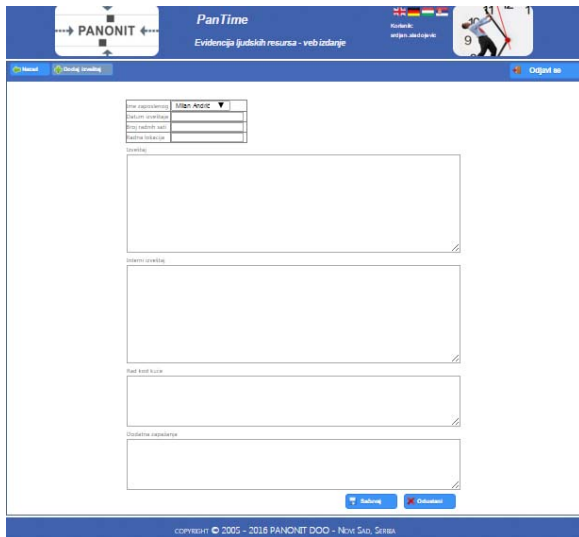 PANONIT
PanTime
Evidencija ljudskih resursa - veb izdanje
Korisnik:
Nazad
Dodaj izveštaj
Odjavi se
Ime zaposlenog
Milan Andrić
Datum izveštaja
Broj radnih sati
Radna lokacija
Izveštaj
Interni izveštaj
Rad kod kuće
Dodatna zapažanja
Sačuvaj
Odustani
COPYRIGHT © 2005 - 2016 PANONIT DOO - NOVI SAD, SERBIA